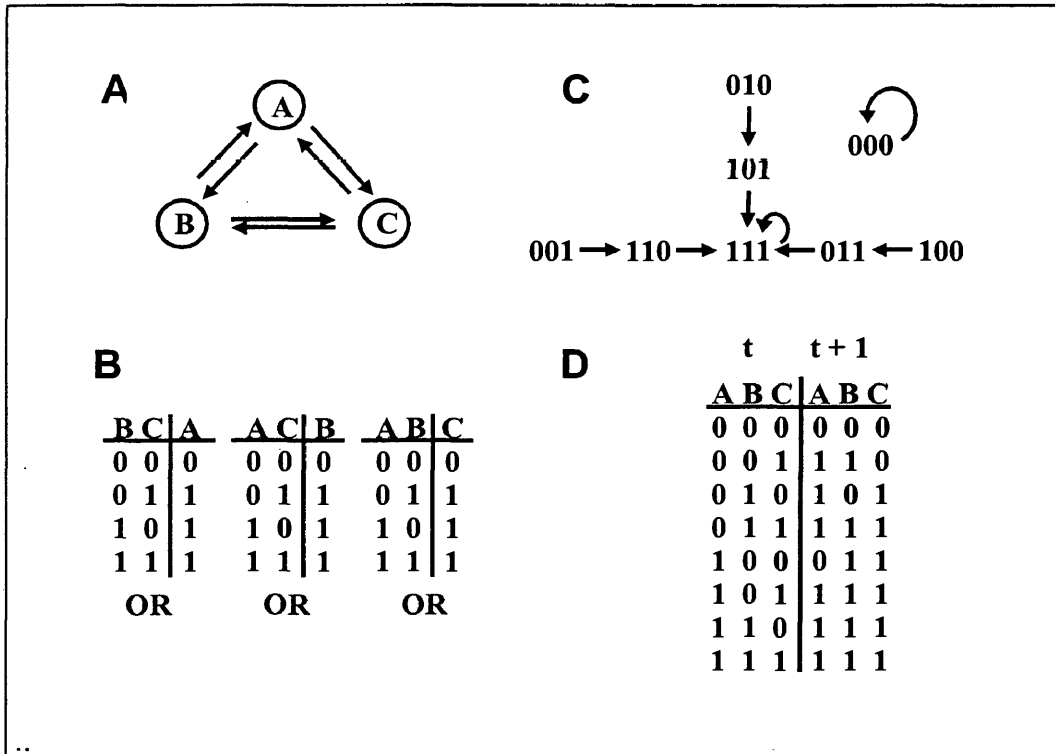 A
A
B C
B
B C A A C B A B C
0 0 0 0 0 0 0 0 0
0 1 1 0 1 1 0 1 1
1 0 1 1 0 1 1 0 1
1 1 1 1 1 1 1 1 1
OR OR OR
C
010
000
101
001 110 111 011 100
D
t t + 1
A B C A B C
0 0 0 0 0 0
0 0 1 1 1 0
0 1 0 1 0 1
0 1 1 1 1 1
1 0 0 0 1 1
1 0 1 1 1 1
1 1 0 1 1 1
1 1 1 1 1 1